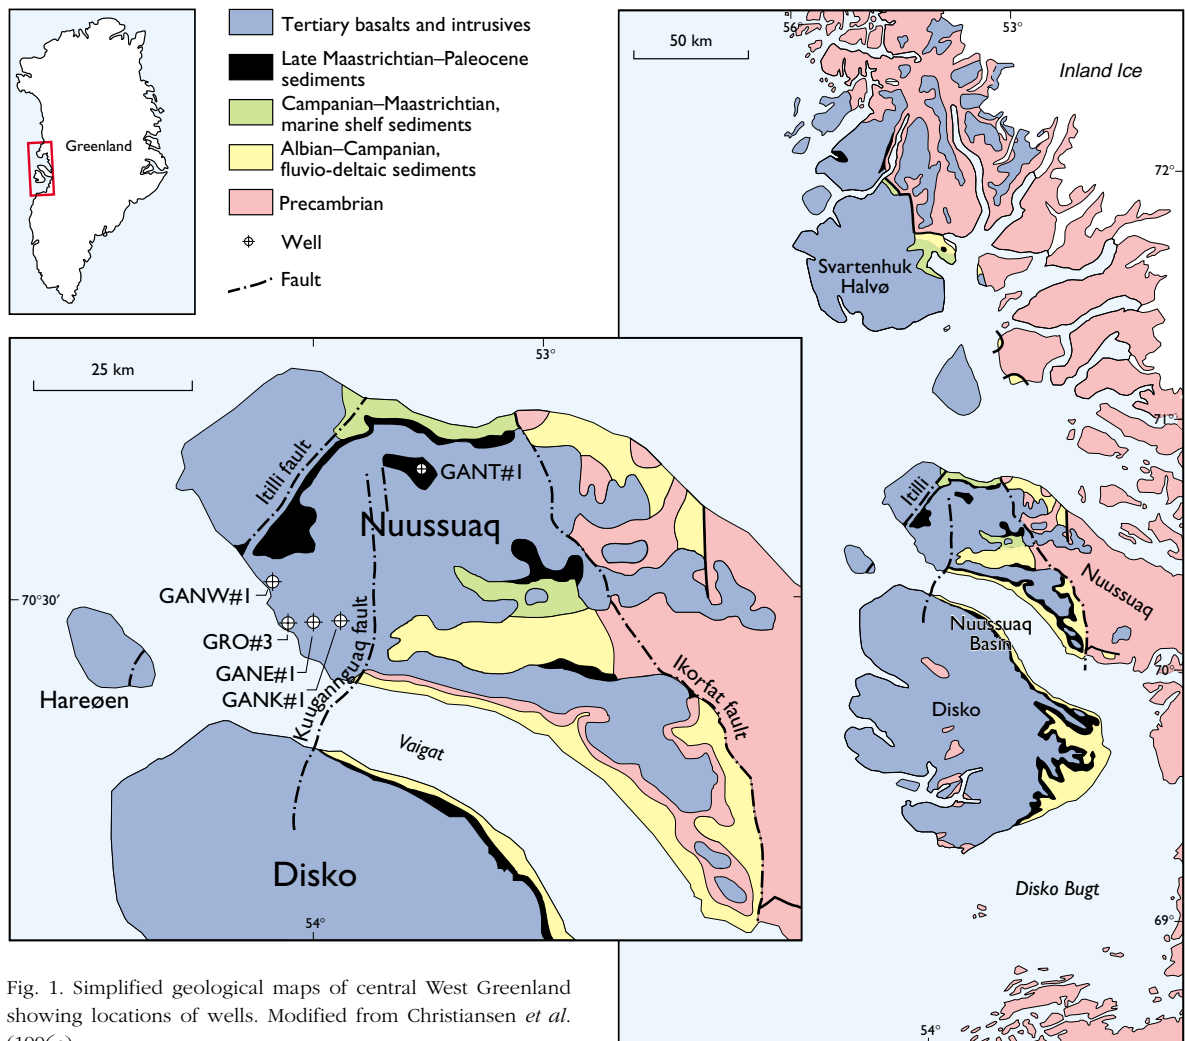 Greenland
Tertiary basalts and intrusives
Late Maastrichtian–Paleocene
sediments
Campanian–Maastrichtian,
marine shelf sediments
Albian–Campanian,
fluvio-deltaic sediments
Precambrian
Well
Fault
50 km
56°
53°
Inland Ice
72°
Svartenhuk
Halvø
71°
Itilli
Nuussuaq
Nuussuaq
Basin
70°
Disko
Disko Bugt
69°
54°
25 km
53°
Itilli fault
GANT#1
Nuussuaq
GANW#1
70°30′
GRO#3
GANE#1
GANK#1
Kuugannguaq fault
Ikorfat fault
Hareøen
Vaigat
Disko
54°
Fig. 1. Simplified geological maps of central West Greenland
showing locations of wells. Modified from Christiansen et al.